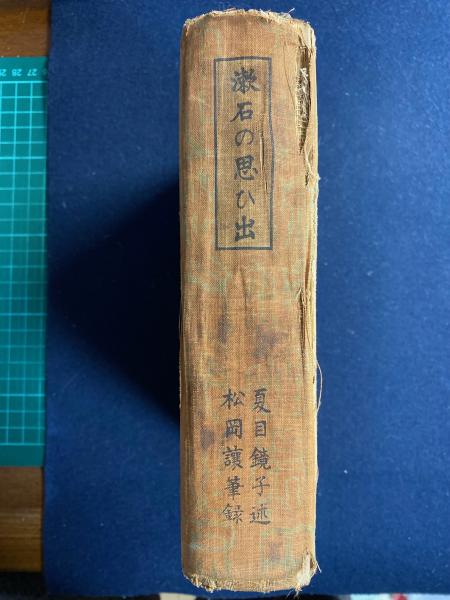 漱石の思ひ出
夏目鏡子述
松岡譲筆録